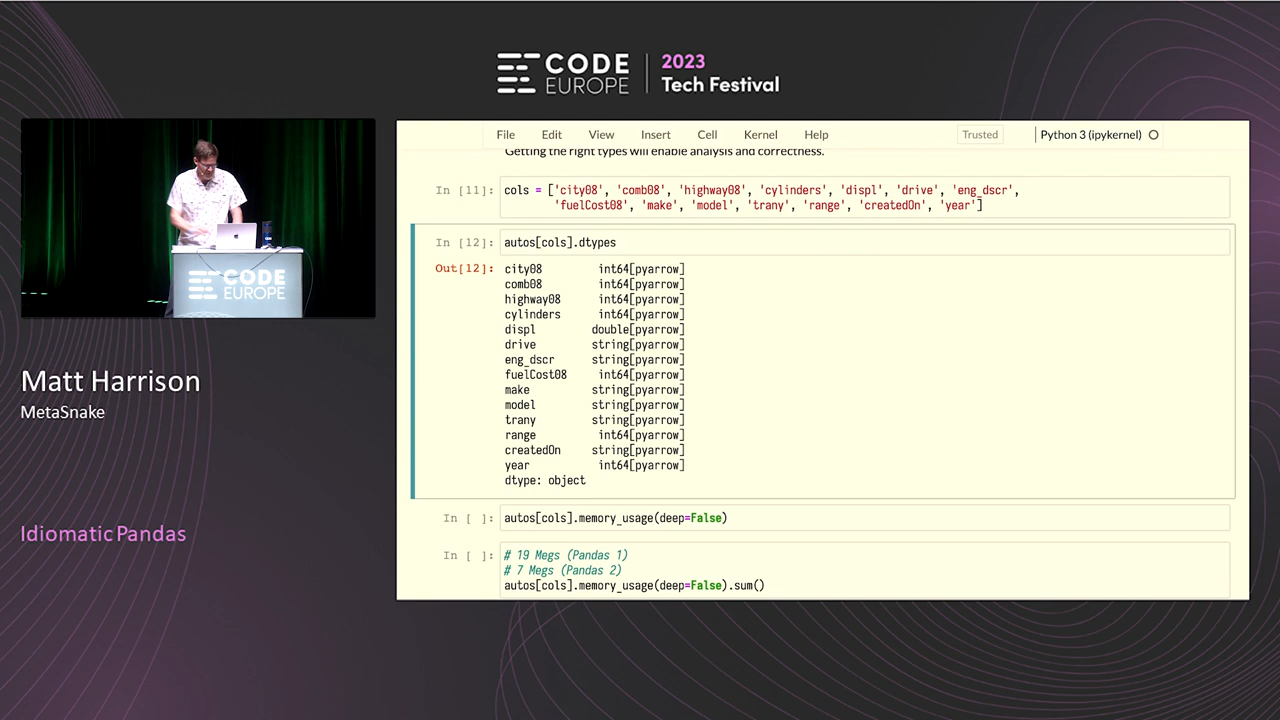 CODE EUROPE
2023
Tech Festival
File Edit View Insert Cell Kernel Help Trusted Python 3 (ipykernel)
Getting the right types will enable analysis and correctness.
In [11]: cols = ['city08', 'comb08', 'highway08', 'cylinders', 'displ', 'drive', 'eng_dscr',
'fuelCost08', 'make', 'model', 'trany', 'range', 'createdOn', 'year']
In [12]: autos[cols].dtypes
Out[12]: city08 int64[pyarrow]
comb08 int64[pyarrow]
highway08 int64[pyarrow]
cylinders int64[pyarrow]
displ double[pyarrow]
drive string[pyarrow]
eng_dscr string[pyarrow]
fuelCost08 int64[pyarrow]
make string[pyarrow]
model string[pyarrow]
trany string[pyarrow]
range int64[pyarrow]
createdOn string[pyarrow]
year int64[pyarrow]
dtype: object
In [ ]: autos[cols].memory_usage(deep=False)
In [ ]: # 19 Megs (Pandas 1)
# 7 Megs (Pandas 2)
autos[cols].memory_usage(deep=False).sum()
CODE
EUROPE
Matt Harrison
MetaSnake
Idiomatic Pandas